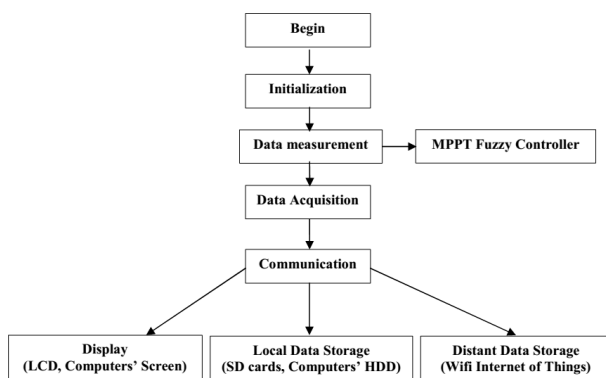 Begin
Initialization
Data measurement
MPPT Fuzzy Controller
Data Acquisition
Communication
Display
(LCD, Computers’ Screen)
Local Data Storage
(SD cards, Computers’ HDD)
Distant Data Storage
(Wifi Internet of Things)